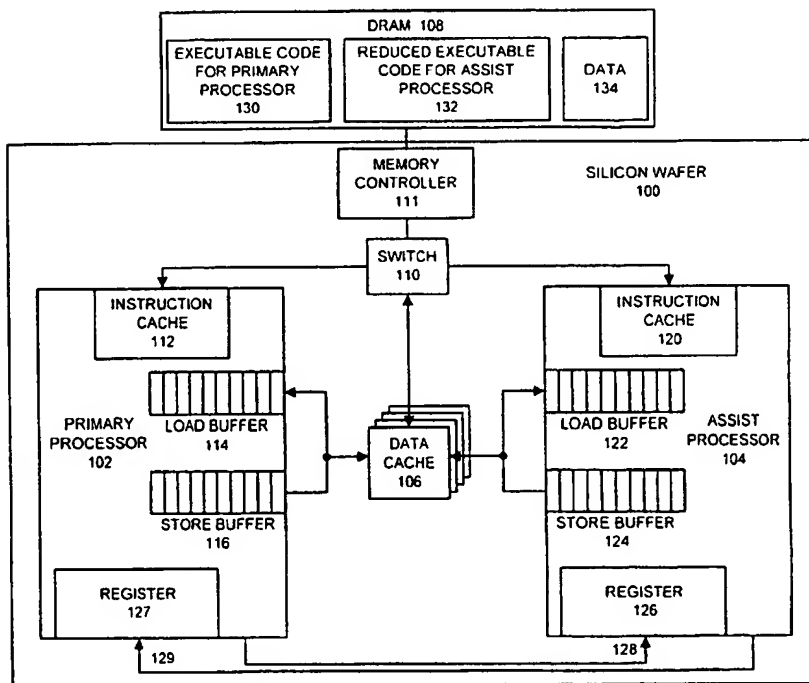 DRAM 108
EXECUTABLE CODE
FOR PRIMARY
PROCESSOR
130
REDUCED EXECUTABLE
CODE FOR ASSIST
PROCESSOR
132
DATA
134
MEMORY
CONTROLLER
111
SILICON WAFER
100
SWITCH
110
INSTRUCTION
CACHE
112
INSTRUCTION
CACHE
120
PRIMARY
PROCESSOR
102
LOAD BUFFER
114
DATA
CACHE
106
LOAD BUFFER
122
ASSIST
PROCESSOR
104
STORE BUFFER
116
STORE BUFFER
124
REGISTER
127
REGISTER
126
129
128